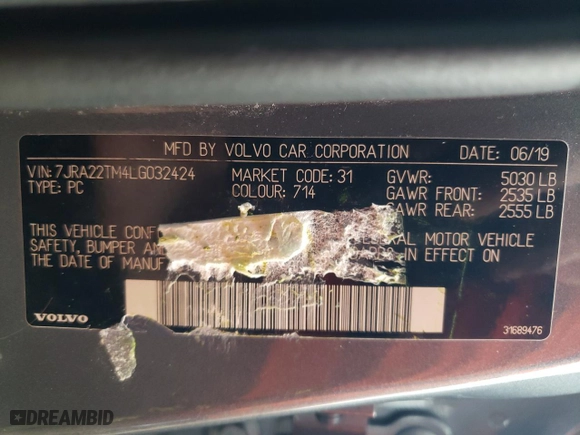 MFD BY VOLVO CAR CORPORATION DATE: 06/19
VIN: 7JRA22TM4LG032424 MARKET CODE: 31 GVWR: 5030 LB
TYPE: PC COLOUR: 714 GAWR FRONT: 2535 LB
GAWR REAR: 2555 LB
THIS VEHICLE CONF AL MOTOR VEHICLE
SAFETY, BUMPER AN IN EFFECT ON
THE DATE OF MANUF
VOLVO 31689476
DREAMBID